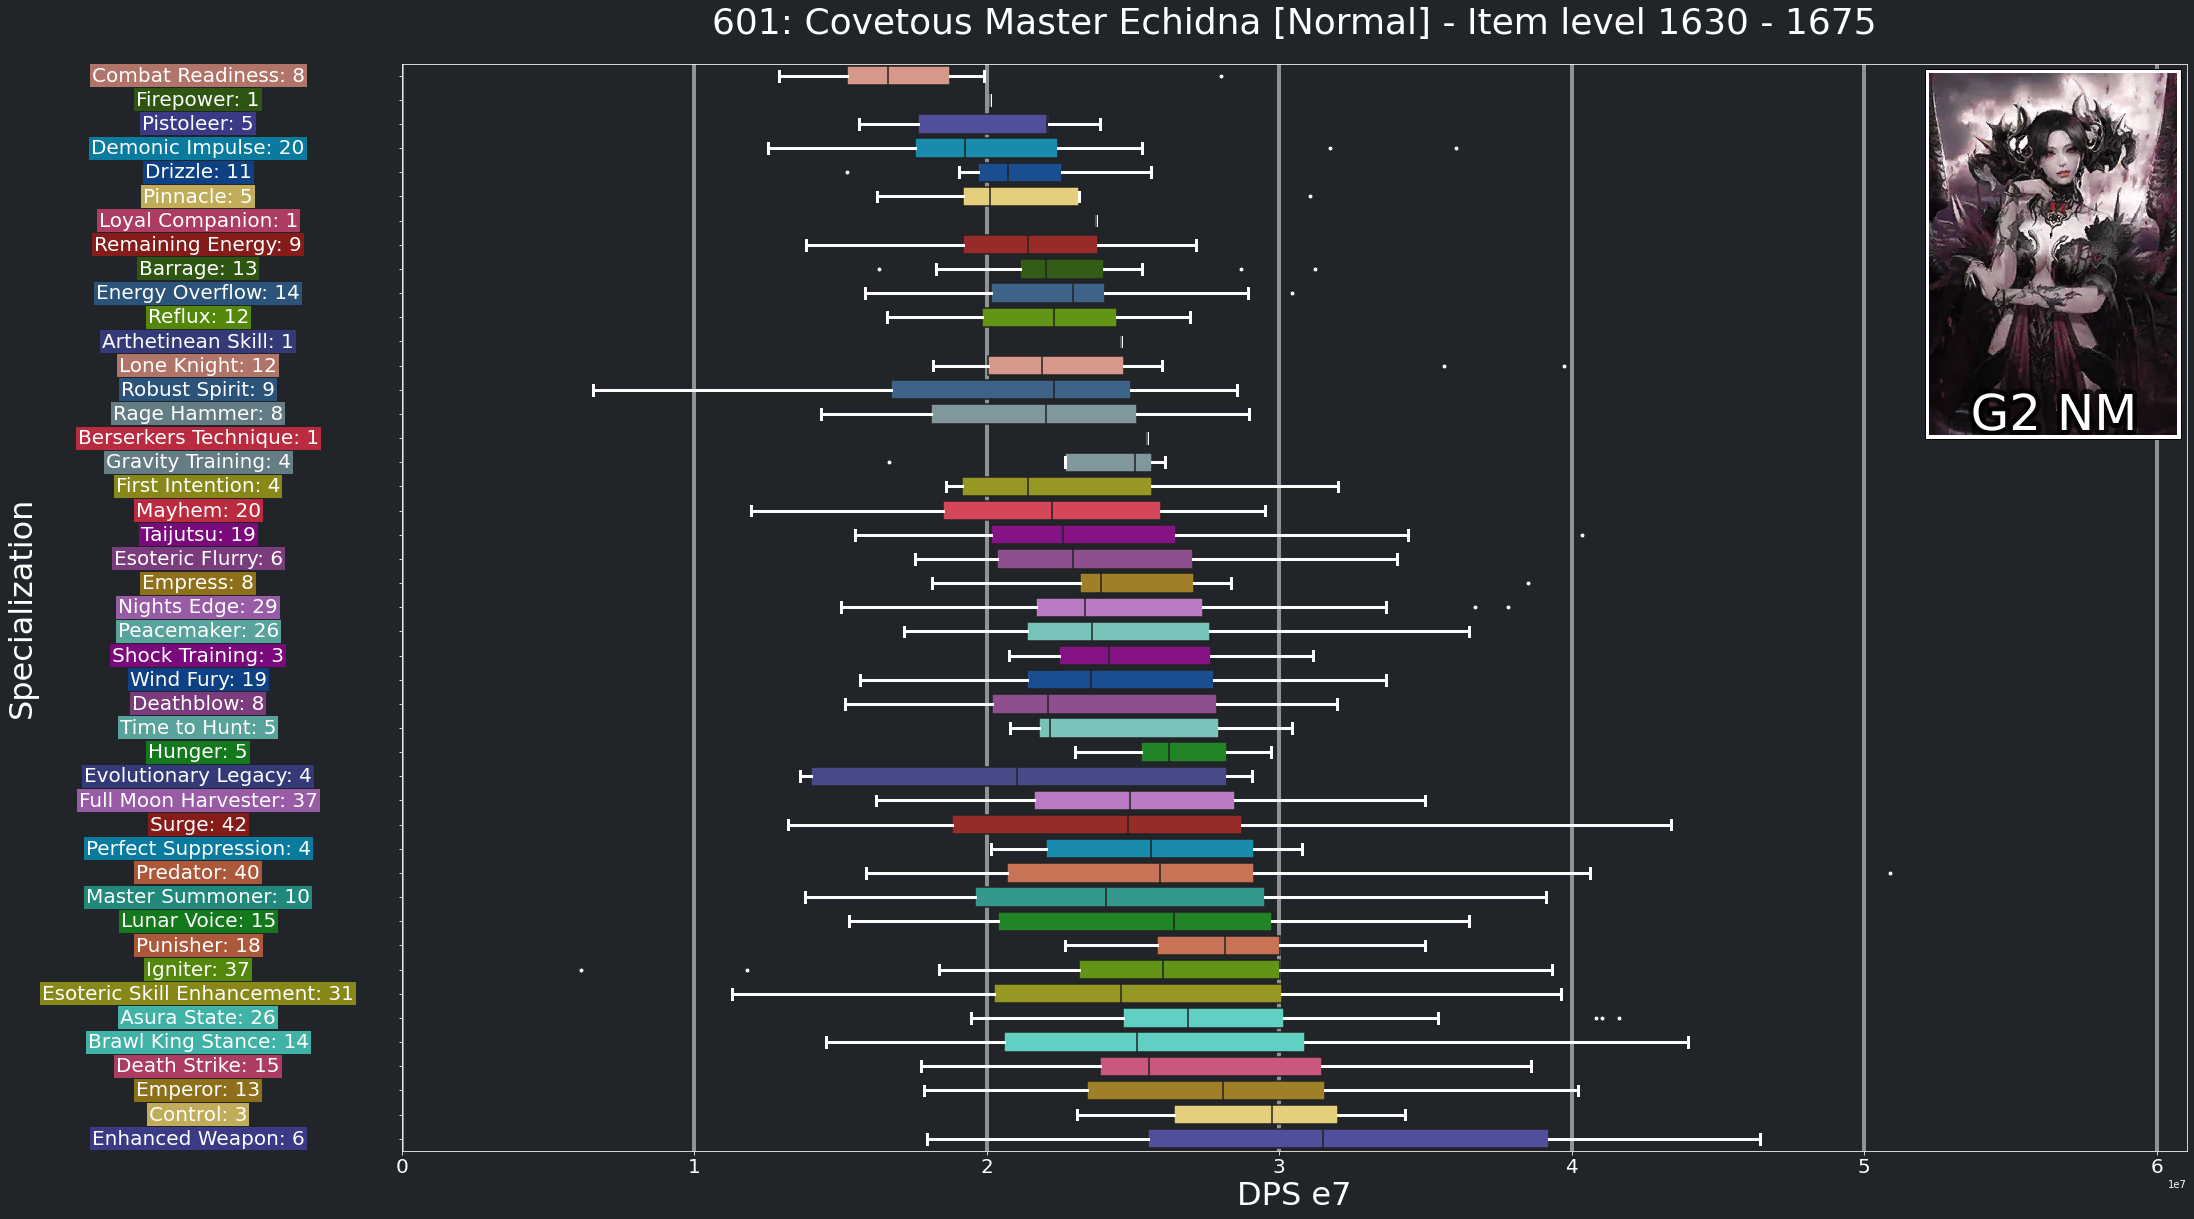 601: Covetous Master Echidna [Normal] - Item level 1630 - 1675
Specialization
Combat Readiness: 8
Firepower: 1
Pistoleer: 5
Demonic Impulse: 20
Drizzle: 11
Pinnacle: 5
Loyal Companion: 1
Remaining Energy: 9
Barrage: 13
Energy Overflow: 14
Reflux: 12
Arthetinean Skill: 1
Lone Knight: 12
Robust Spirit: 9
Rage Hammer: 8
Berserkers Technique: 1
Gravity Training: 4
First Intention: 4
Mayhem: 20
Taijutsu: 19
Esoteric Flurry: 6
Empress: 8
Nights Edge: 29
Peacemaker: 26
Shock Training: 3
Wind Fury: 19
Deathblow: 8
Time to Hunt: 5
Hunger: 5
Evolutionary Legacy: 4
Full Moon Harvester: 37
Surge: 42
Perfect Suppression: 4
Predator: 40
Master Summoner: 10
Lunar Voice: 15
Punisher: 18
Igniter: 37
Esoteric Skill Enhancement: 31
Asura State: 26
Brawl King Stance: 14
Death Strike: 15
Emperor: 13
Control: 3
Enhanced Weapon: 6
G2 NM
0 1 2 3 4 5 6
1e7
DPS e7